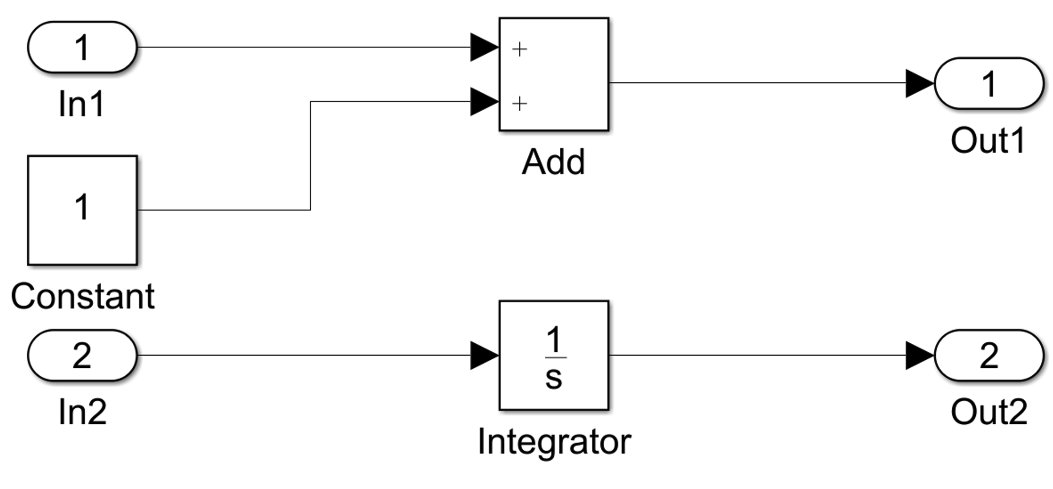 1
In1
+
+
Add
1
Out1
1
Constant
2
In2
1
s
Integrator
2
Out2